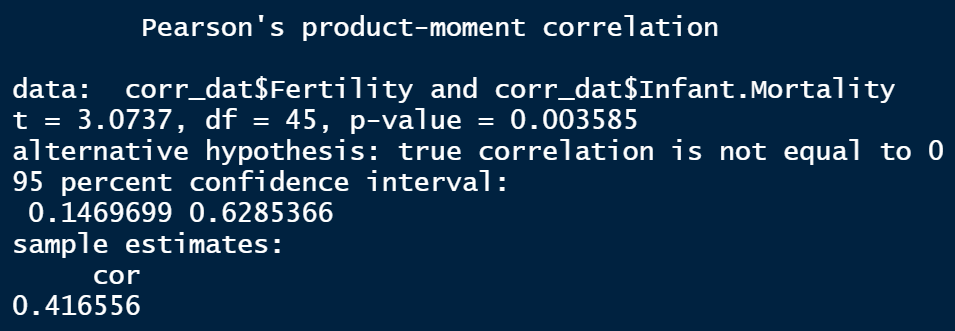 Pearson's product-moment correlation
data:  corr_dat$Fertility and corr_dat$Infant.Mortality
t = 3.0737, df = 45, p-value = 0.003585
alternative hypothesis: true correlation is not equal to 0
95 percent confidence interval:
0.1469699 0.6285366
sample estimates:
cor
0.416556